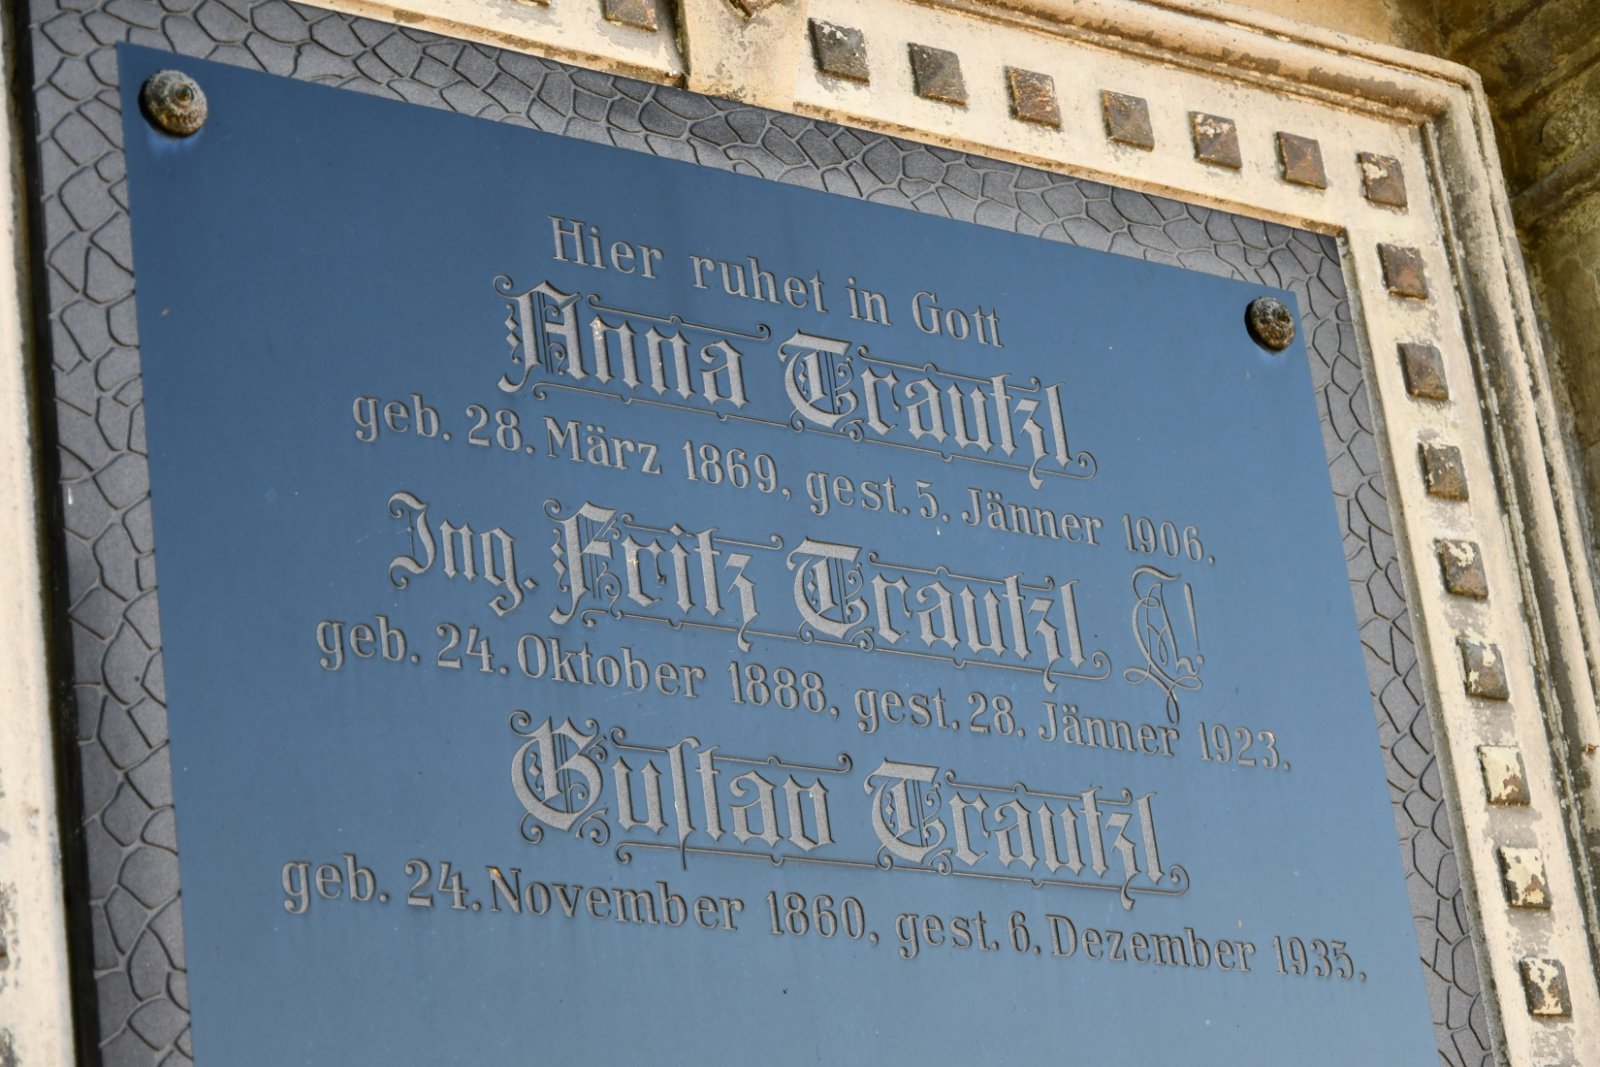 Hier ruhet in Gott
Anna Trautzl
geb. 28. März 1869, gest. 5. Jänner 1906.
Ing. Fritz Trautzl
geb. 24. Oktober 1888, gest. 28. Jänner 1923.
Guſtav Trautzl
geb. 24. November 1860, gest. 6. Dezember 1935.